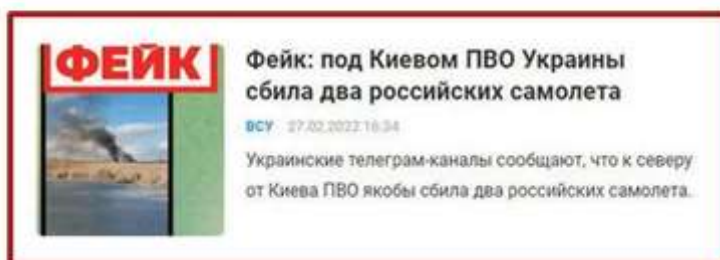 ФЕЙК
Фейк: под Киевом ПВО Украины
сбила два российских самолета
ВСУ 27.02.2022 16:34
Украинские телеграм-каналы сообщают, что к северу
от Киева ПВО якобы сбила два российских самолета.